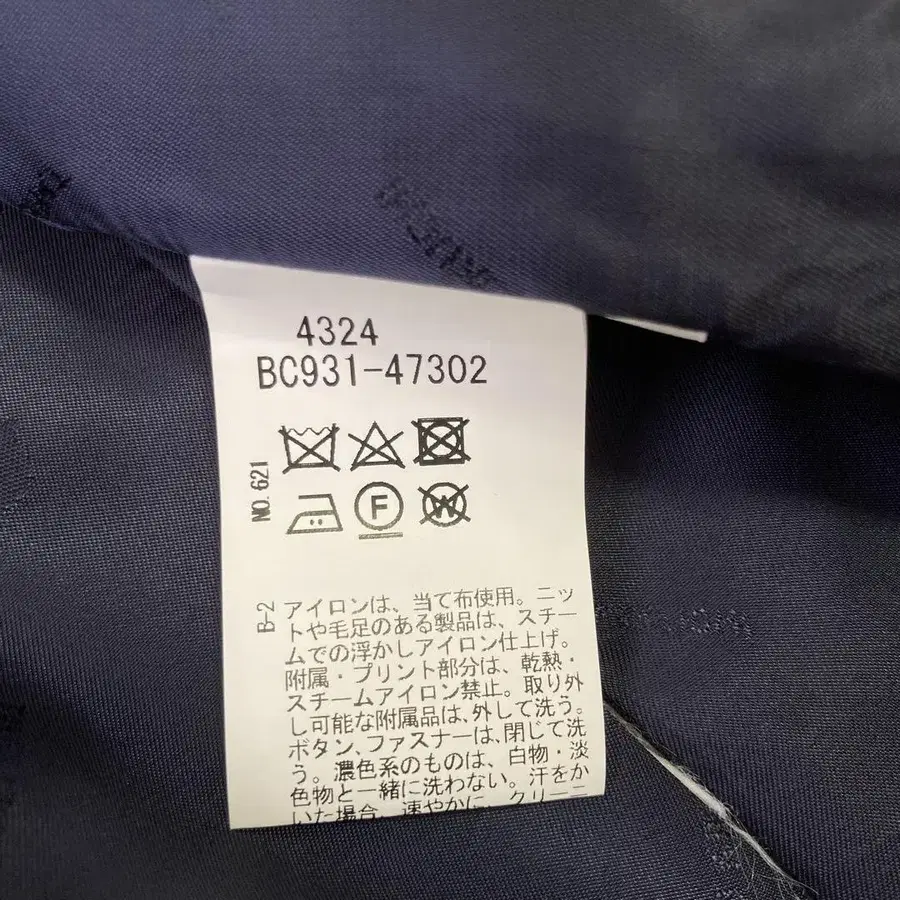 4324
BC931-47302
NO. 621
F
W
B-2
アイロンは、当て布使用。ニッ
トや毛足のある製品は、スチー
ムでの浮かしアイロン仕上げ。
附属・プリント部分は、乾熱・
スチームアイロン禁止。取り外
し可能な附属品は、外して洗う。
ボタン、ファスナーは、閉じて洗
う。濃色系のものは、白物・淡
色物と一緒に洗わない。汗をか
いた場合、速やかに、クリーニ